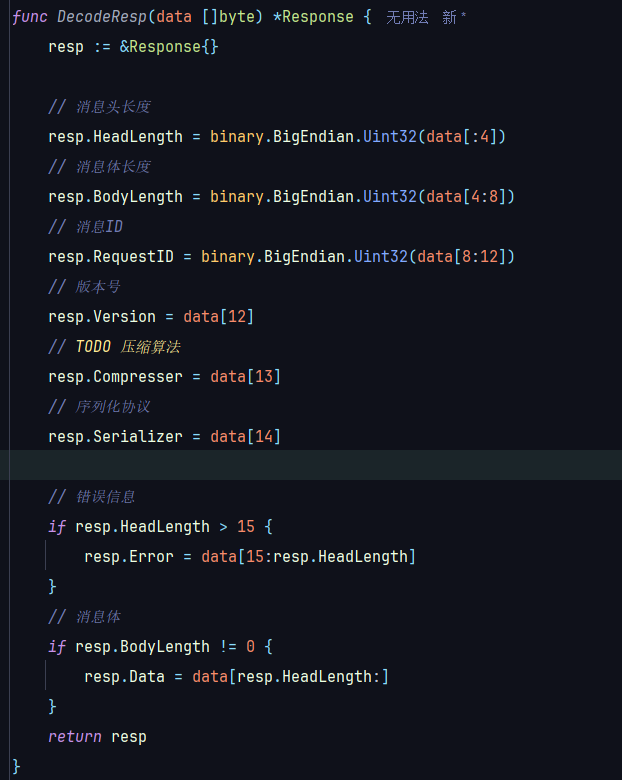 func DecodeResp(data []byte) *Response { 无用法 新 *
resp := &Response{}
// 消息头长度
resp.HeadLength = binary.BigEndian.Uint32(data[:4])
// 消息体长度
resp.BodyLength = binary.BigEndian.Uint32(data[4:8])
// 消息ID
resp.RequestID = binary.BigEndian.Uint32(data[8:12])
// 版本号
resp.Version = data[12]
// TODO 压缩算法
resp.Compresser = data[13]
// 序列化协议
resp.Serializer = data[14]
// 错误信息
if resp.HeadLength > 15 {
resp.Error = data[15:resp.HeadLength]
}
// 消息体
if resp.BodyLength != 0 {
resp.Data = data[resp.HeadLength:]
}
return resp
}